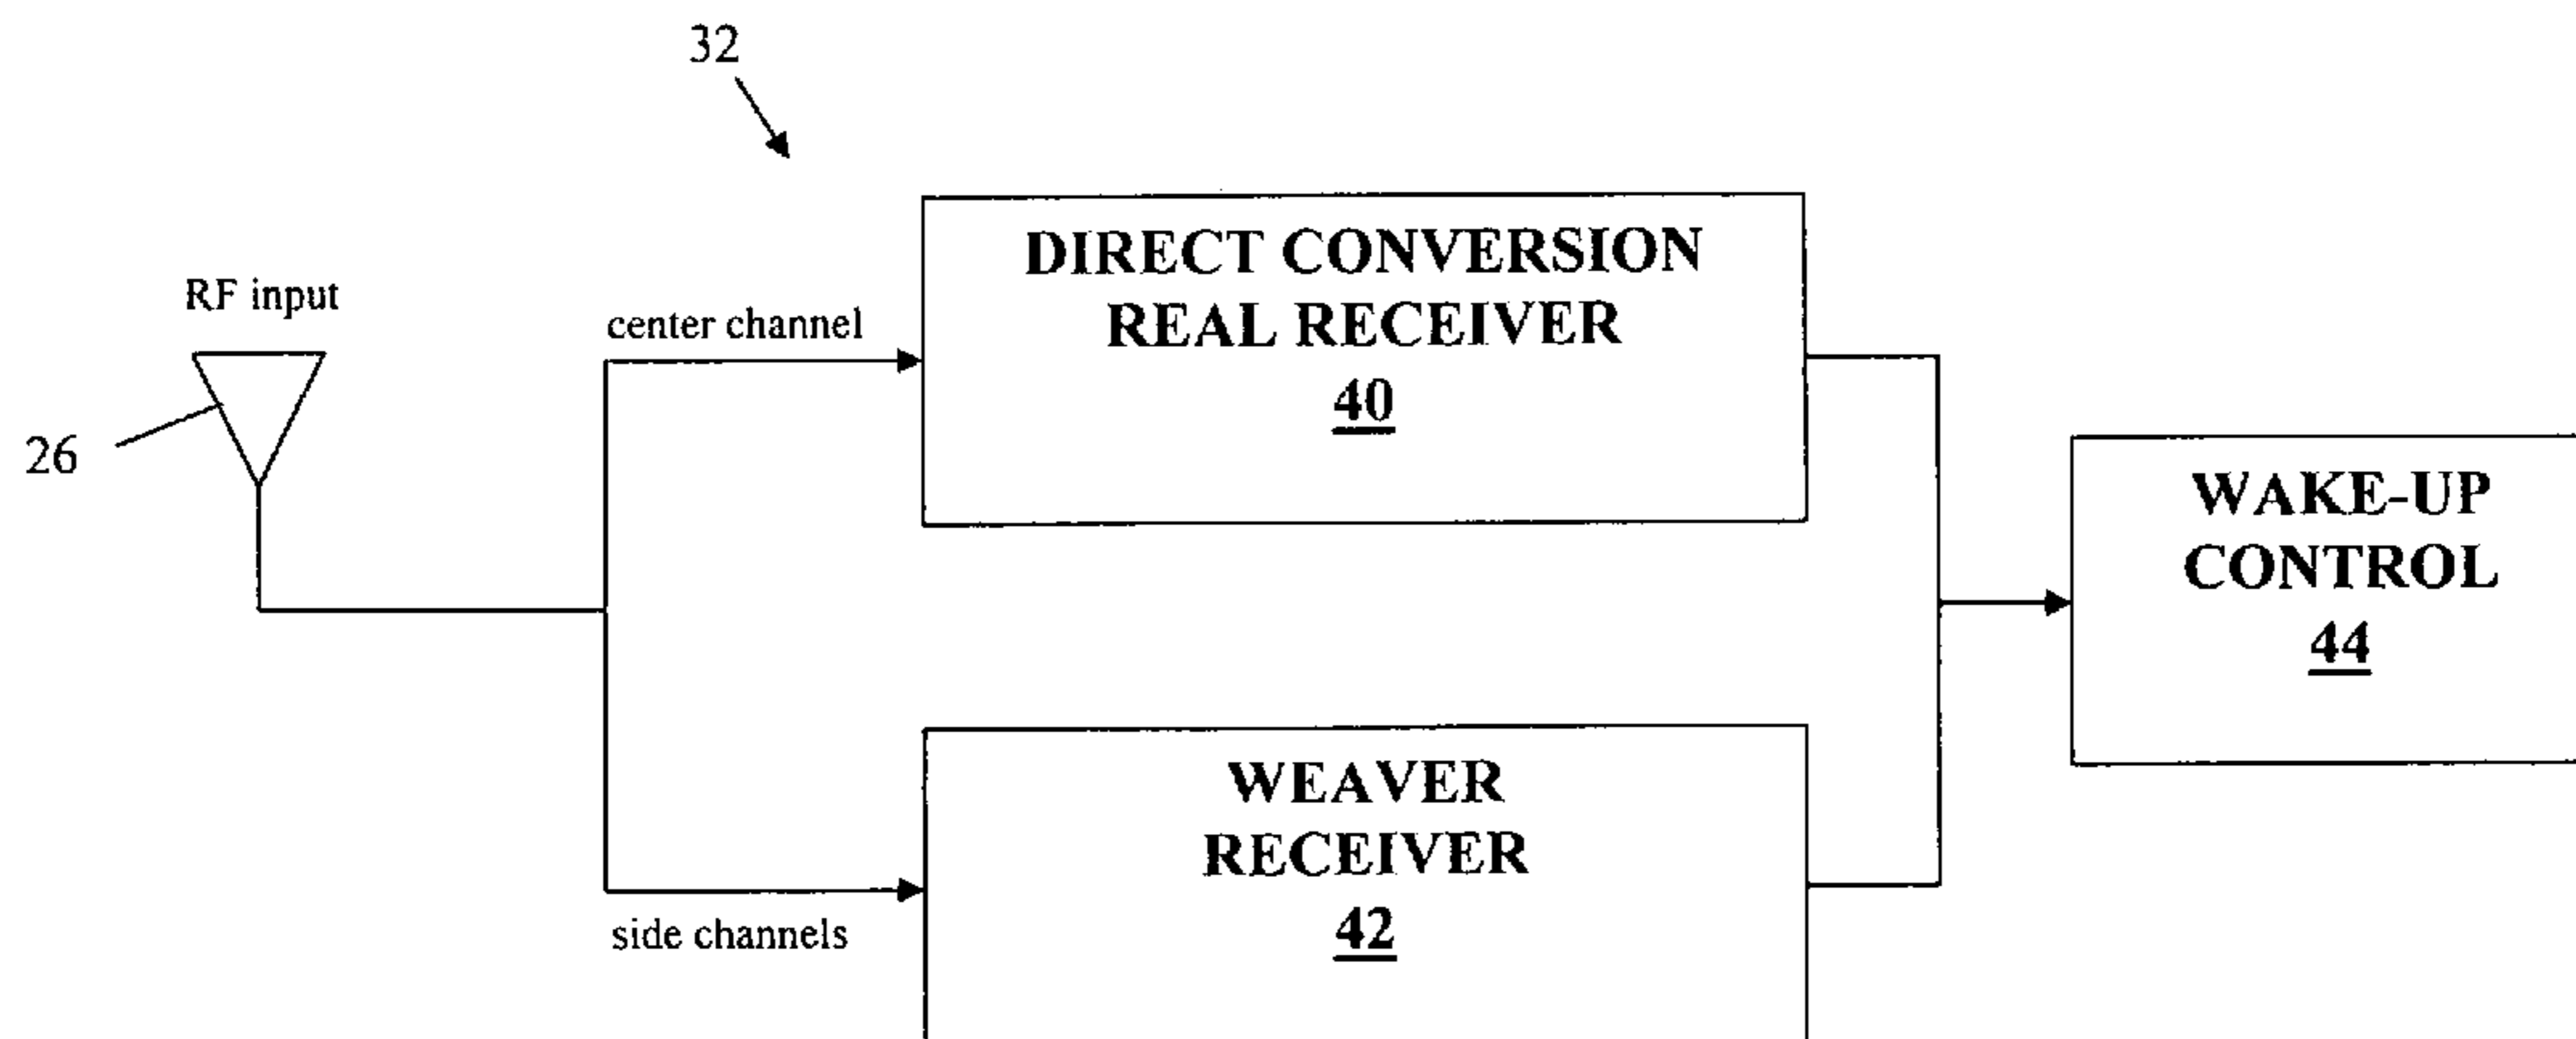 32
RF input
26
center channel
DIRECT CONVERSION
REAL RECEIVER
40
WAKE-UP
CONTROL
44
side channels
WEAVER
RECEIVER
42